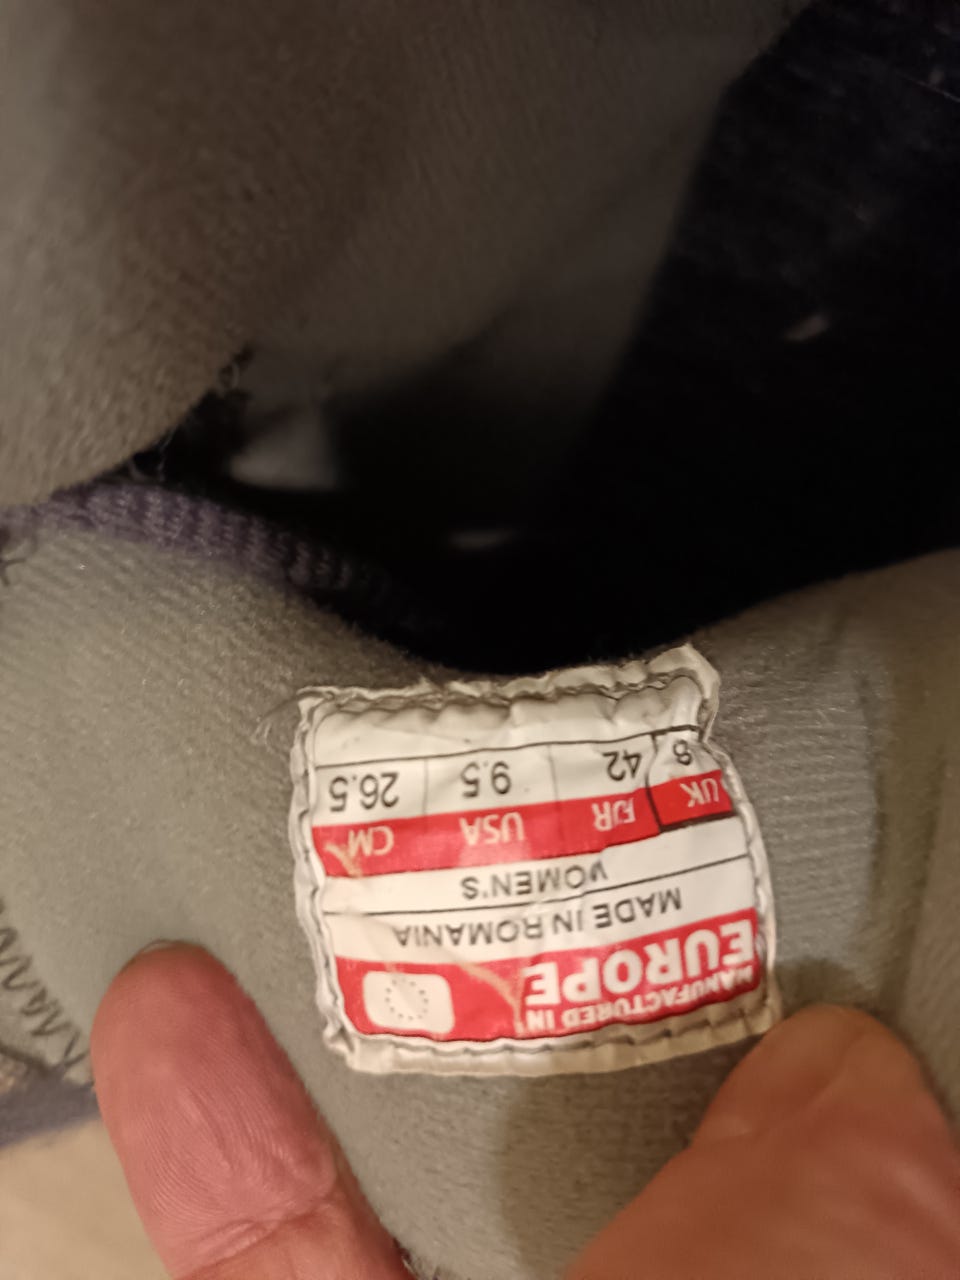 MANUFACTURED IN
EUROPE
MADE IN ROMANIA
WOMEN'S
UK EUR USA CM
8 42 9.5 26.5